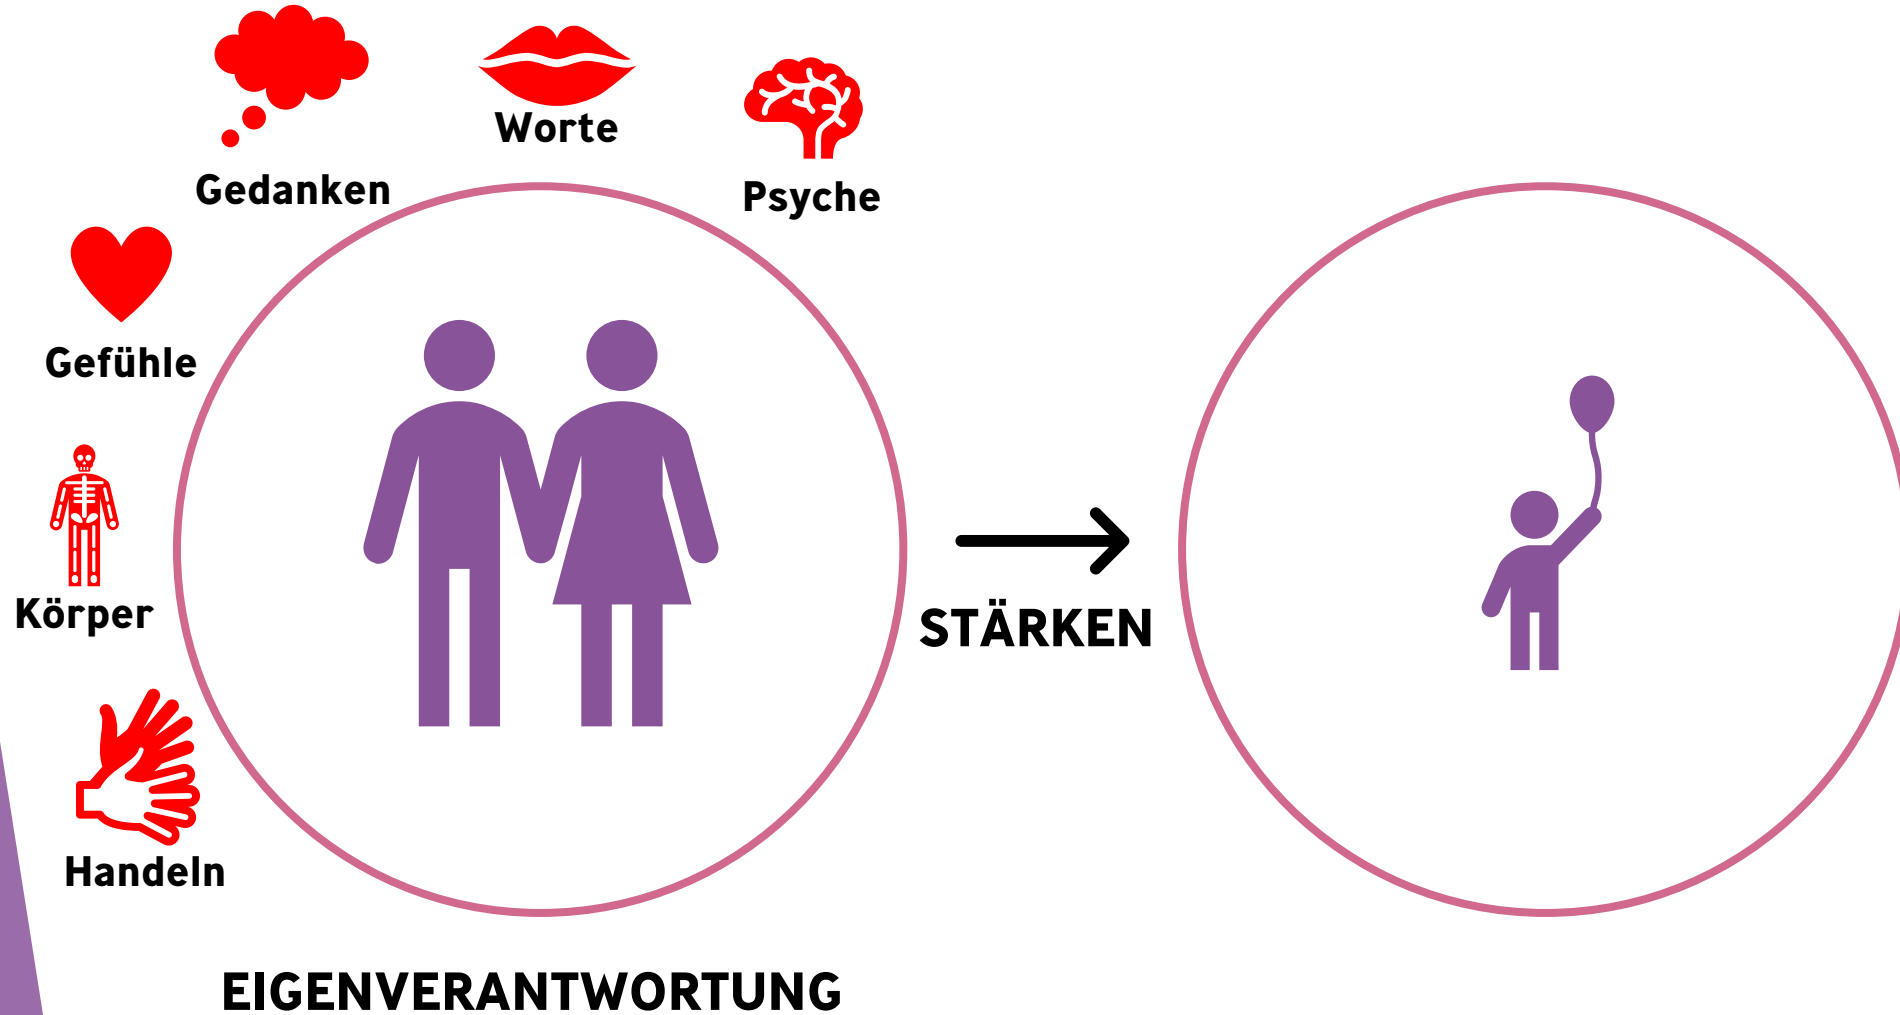 Worte
Gedanken
Psyche
Gefühle
Körper
STÄRKEN
Handeln
EIGENVERANTWORTUNG